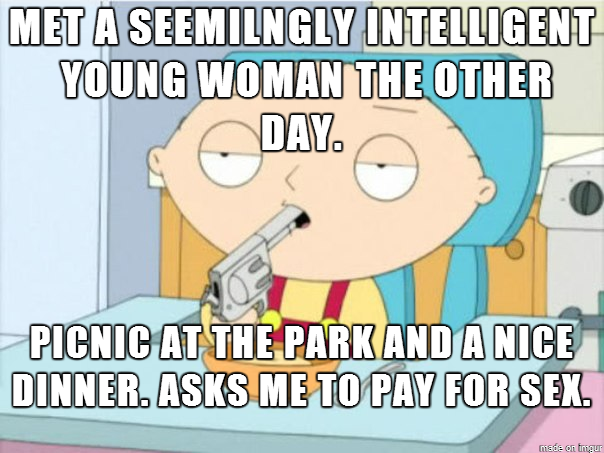 MET A SEEMILNGLY INTELLIGENT
YOUNG WOMAN THE OTHER
DAY.
PICNIC AT THE PARK AND A NICE
DINNER. ASKS ME TO PAY FOR SEX.
made on imgur